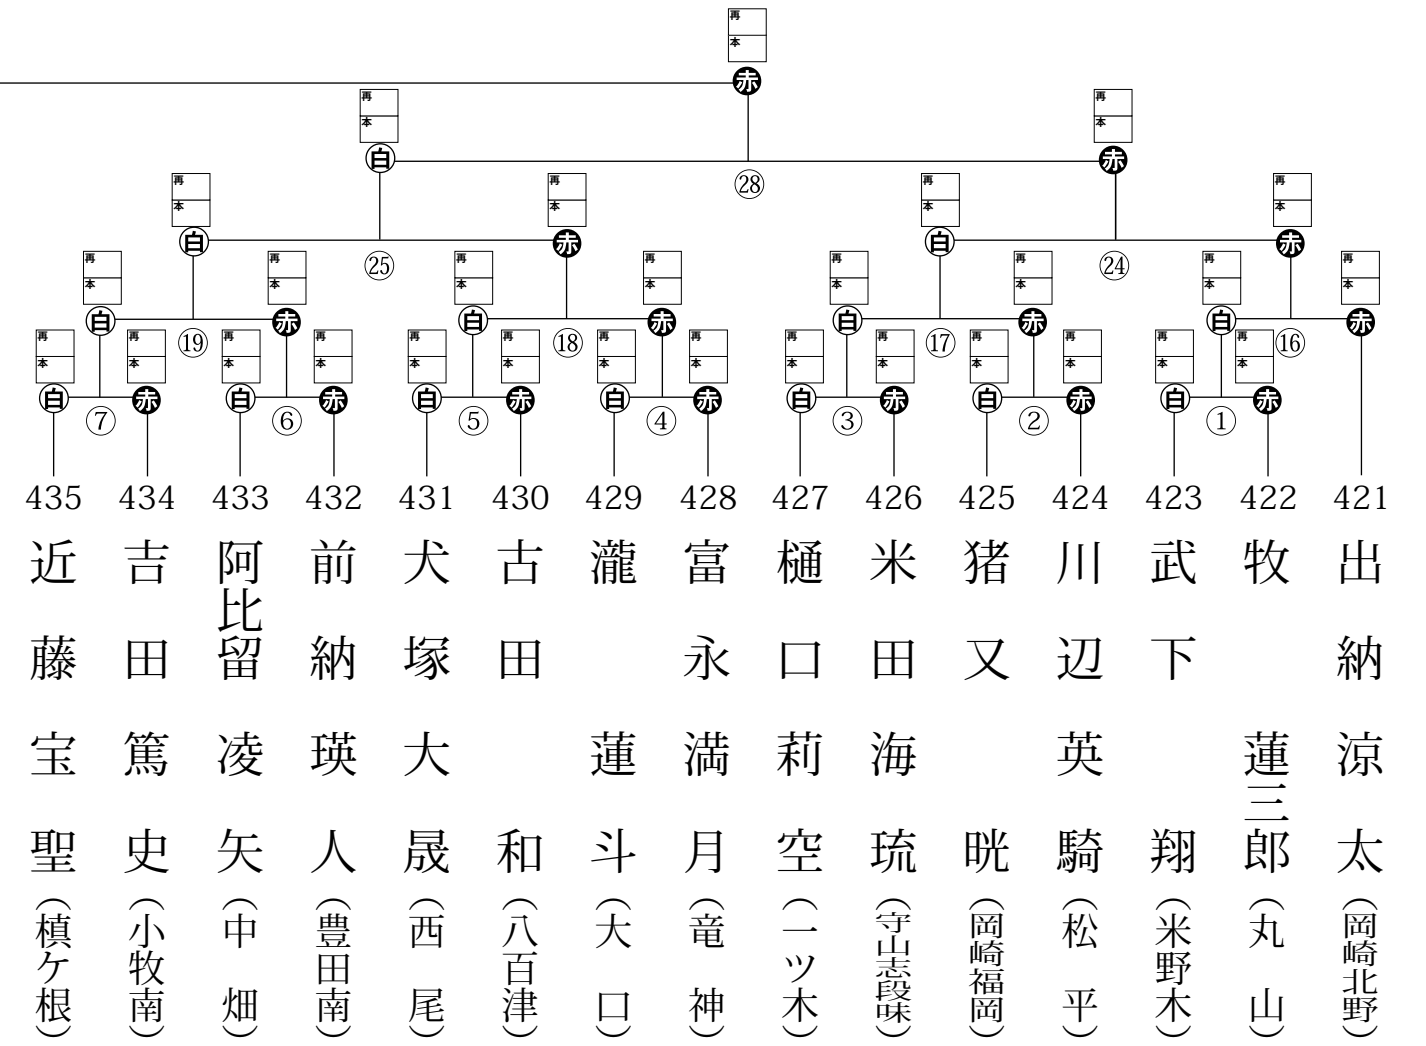 再
本
赤
再
本
再
本
白
赤
㉘
再
本
再
本
再
本
再
本
白
赤
白
赤
㉕
㉔
再
本
再
本
再
本
再
本
再
本
再
本
再
本
再
本
白
赤
白
赤
白
赤
白
赤
⑲
⑱
⑰
⑯
再
本
再
本
再
本
再
本
再
本
再
本
再
本
再
本
再
本
再
本
再
本
再
本
再
本
再
本
白
赤
白
赤
白
赤
白
赤
白
赤
白
赤
白
赤
⑦
⑥
⑤
④
③
②
①
421
出納涼太(岡崎北野)
422
牧蓮三郎(丸山)
423
武下翔(米野木)
424
川辺英騎(松平)
425
猪又晄(岡崎福岡)
426
米田海琉(守山志段味)
427
樋口莉空(一ツ木)
428
富永満月(竜神)
429
瀧蓮斗(大口)
430
古田和(八百津)
431
犬塚大晟(西尾)
432
前納瑛人(豊田南)
433
阿比留凌矢(中畑)
434
吉田篤史(小牧南)
435
近藤宝聖(槙ケ根)